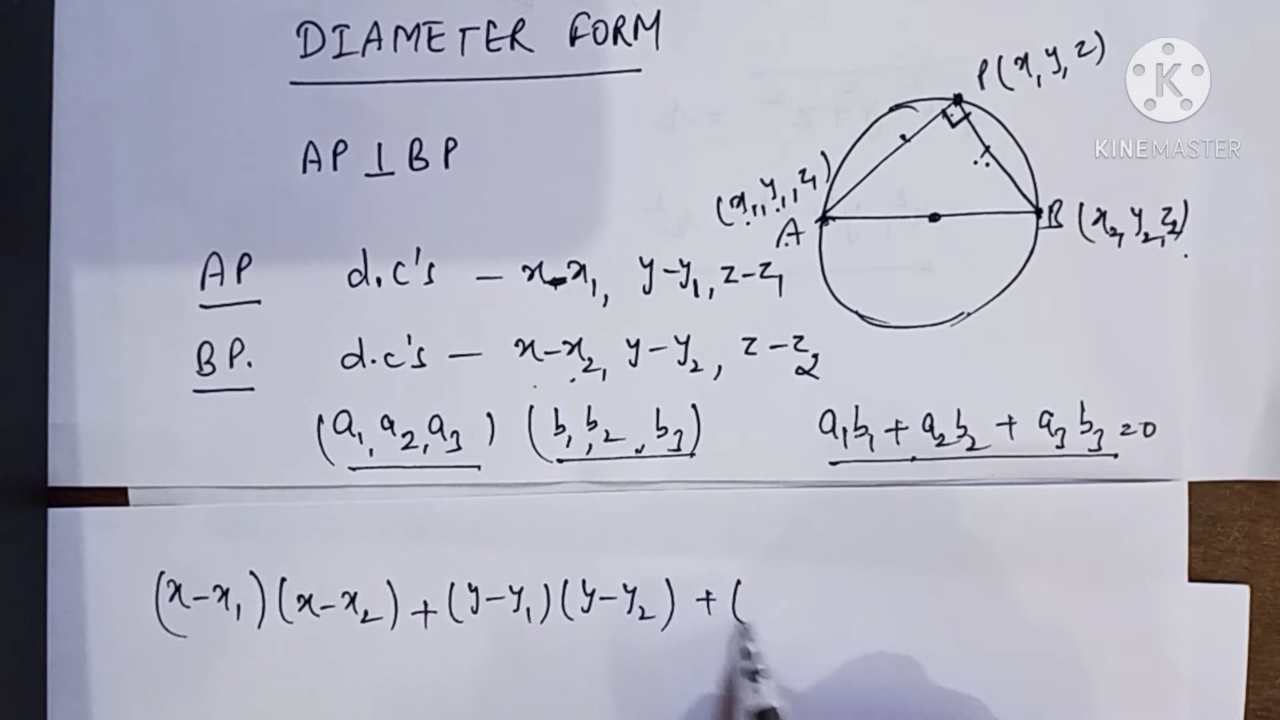 DIAMETER FORM
P(x, y, z)
K
KINEMASTER
AP ⊥ BP
(x₁, y₁, z₁)
A
B (x₂, y₂, z₂)
AP d.c's – x-x₁, y-y₁, z-z₁
BP. d.c's – x-x₂, y-y₂, z-z₂
(a₁, a₂, a₃) (b₁, b₂, b₃) a₁b₁ + a₂b₂ + a₃b₃ = 0
(x-x₁)(x-x₂) + (y-y₁)(y-y₂) + (